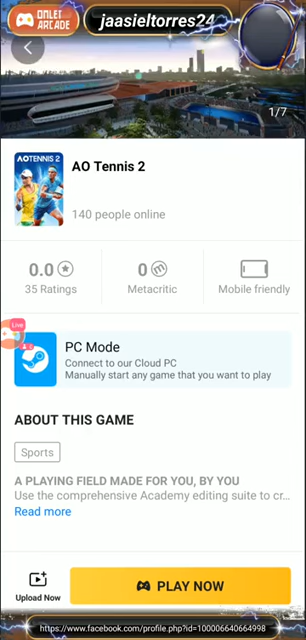 OMLET
ARCADE
jaasieltorres24
1/7
AO TENNIS 2
AO Tennis 2
140 people online
0.0
35 Ratings
0
Metacritic
Mobile friendly
Live
PC Mode
Connect to our Cloud PC
Manually start any game that you want to play
ABOUT THIS GAME
Sports
A PLAYING FIELD MADE FOR YOU, BY YOU
Use the comprehensive Academy editing suite to cr...
Read more
Upload Now
PLAY NOW
https://www.facebook.com/profile.php?id=100006640664998